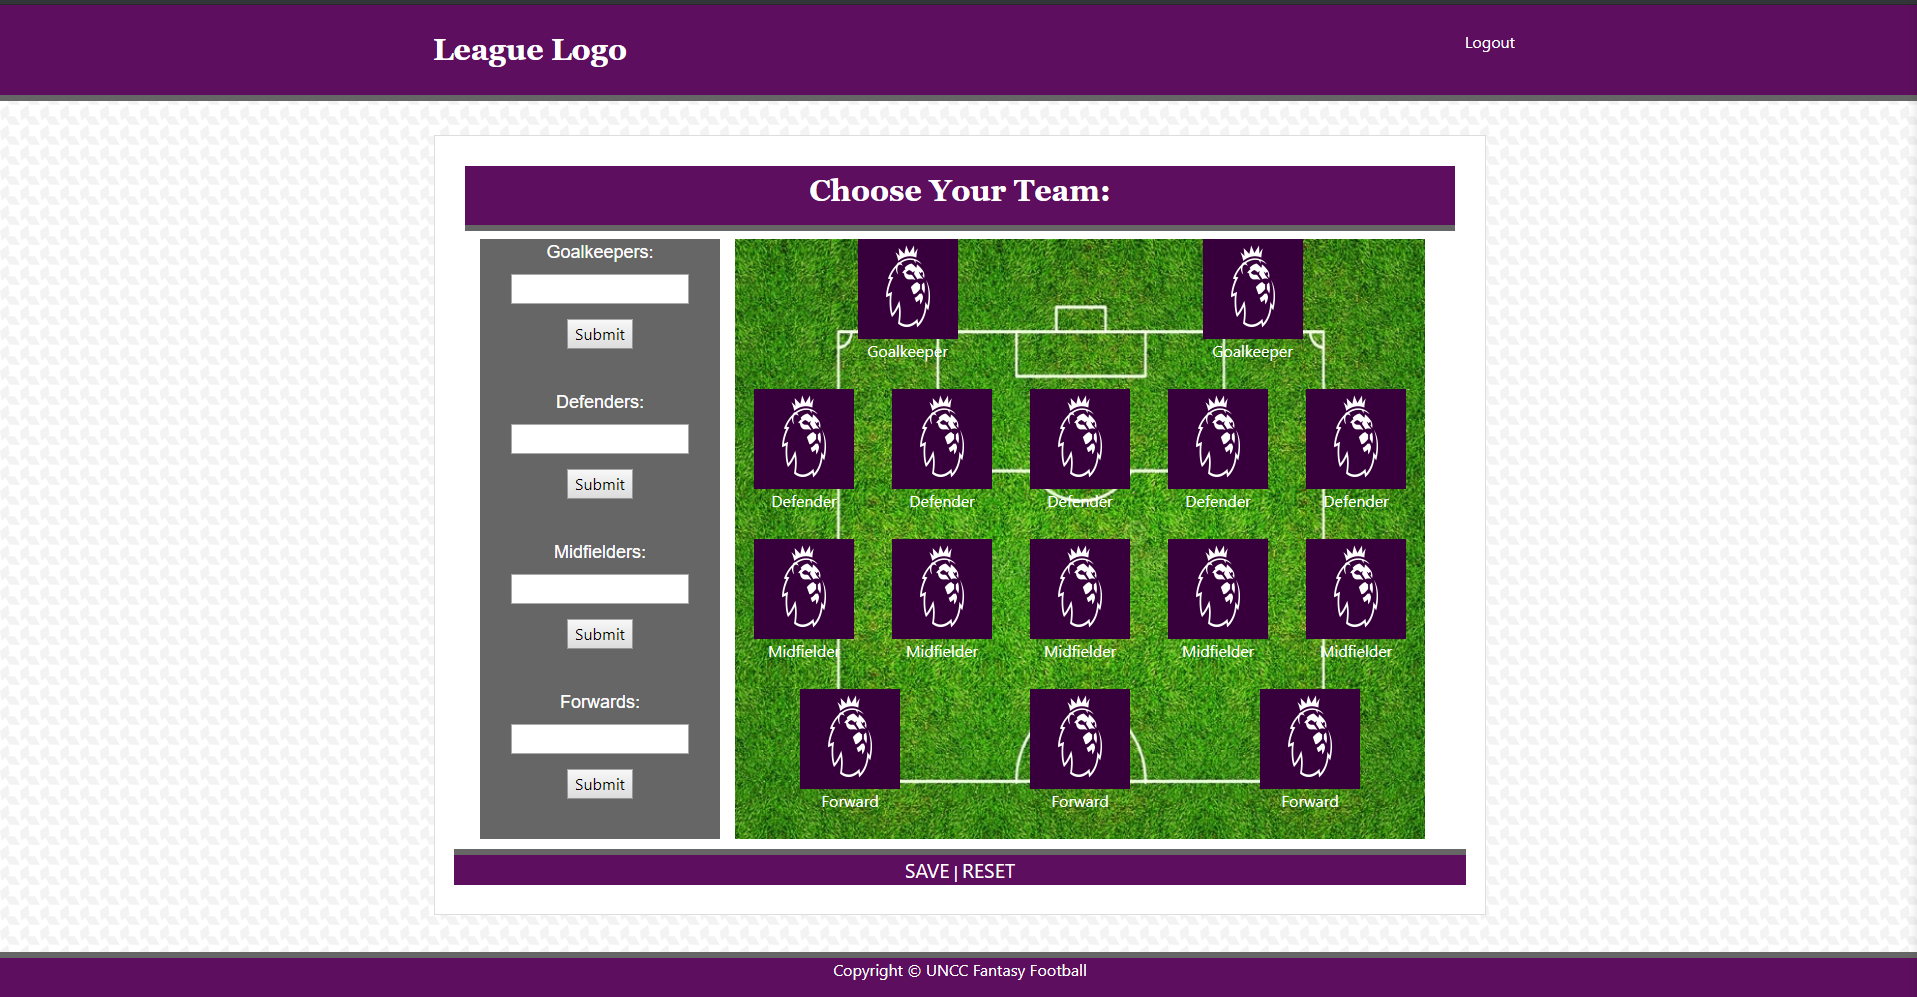 League Logo
Logout
Choose Your Team:
Goalkeepers:
Submit
Defenders:
Submit
Midfielders:
Submit
Forwards:
Submit
Goalkeeper Goalkeeper
Defender Defender Defender Defender Defender
Midfielder Midfielder Midfielder Midfielder Midfielder
Forward Forward Forward
SAVE | RESET
Copyright © UNCC Fantasy Football